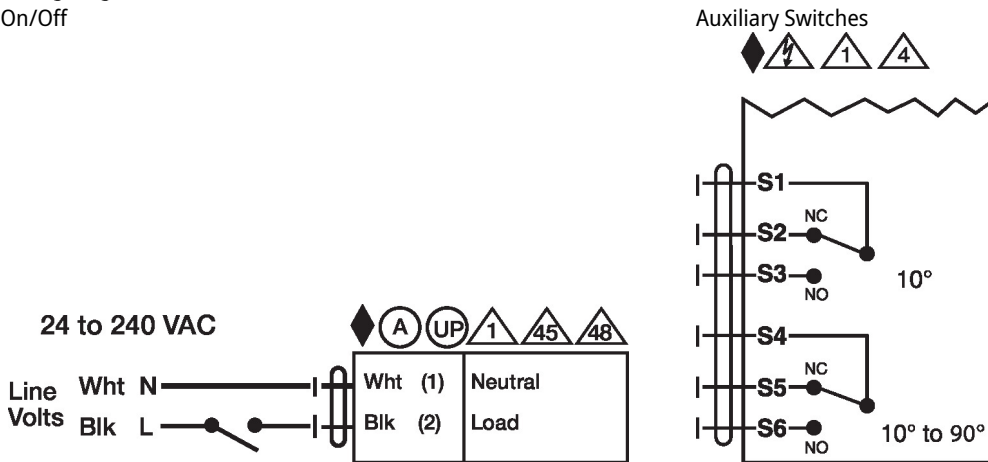 On/Off
24 to 240 VAC
A UP 1 45 48
Line Volts
Wht N
Blk L
Wht (1) Neutral
Blk (2) Load
Auxiliary Switches
1 4
S1
NC
S2
S3
NO
10°
S4
NC
S5
S6
NO
10° to 90°